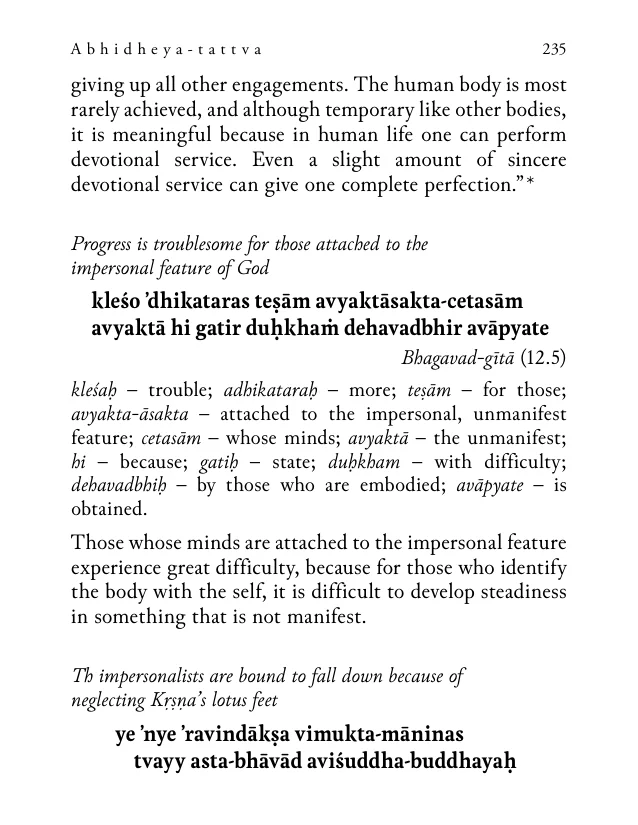 Abhidheya-tattva 235
giving up all other engagements. The human body is most
rarely achieved, and although temporary like other bodies,
it is meaningful because in human life one can perform
devotional service. Even a slight amount of sincere
devotional service can give one complete perfection.”*
Progress is troublesome for those attached to the
impersonal feature of God
kleśo ’dhikataras teṣām avyaktāsakta-cetasām
avyaktā hi gatir duḥkhaṁ dehavadbhir avāpyate
Bhagavad-gītā (12.5)
kleśaḥ – trouble; adhikataraḥ – more; teṣām – for those;
avyakta-āsakta – attached to the impersonal, unmanifest
feature; cetasām – whose minds; avyaktā – the unmanifest;
hi – because; gatiḥ – state; duḥkham – with difficulty;
dehavadbhiḥ – by those who are embodied; avāpyate – is
obtained.
Those whose minds are attached to the impersonal feature
experience great difficulty, because for those who identify
the body with the self, it is difficult to develop steadiness
in something that is not manifest.
Th impersonalists are bound to fall down because of
neglecting Kṛṣṇa’s lotus feet
ye ’nye ’ravindākṣa vimukta-māninas
tvayy asta-bhāvād aviśuddha-buddhayaḥ